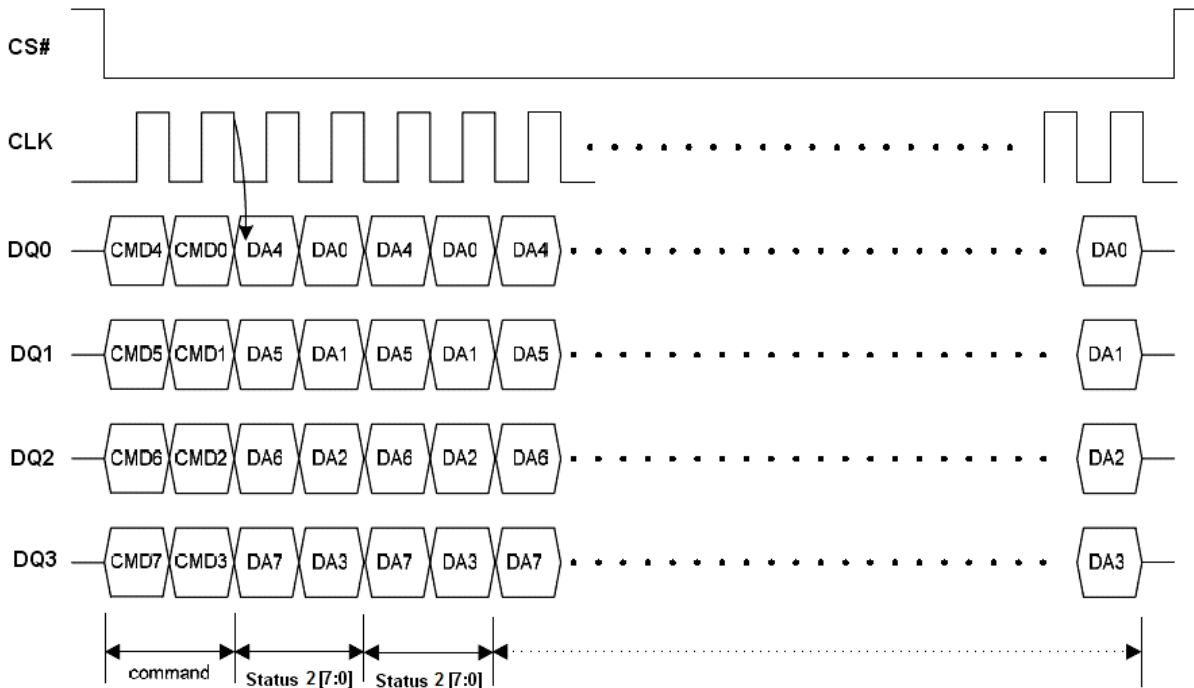 CS#
CLK
DQ0 CMD4 CMD0 DA4 DA0 DA4 DA0 DA4 DA0
DQ1 CMD5 CMD1 DA5 DA1 DA5 DA1 DA5 DA1
DQ2 CMD6 CMD2 DA6 DA2 DA6 DA2 DA6 DA2
DQ3 CMD7 CMD3 DA7 DA3 DA7 DA3 DA7 DA3
command Status 2 [7:0] Status 2 [7:0]